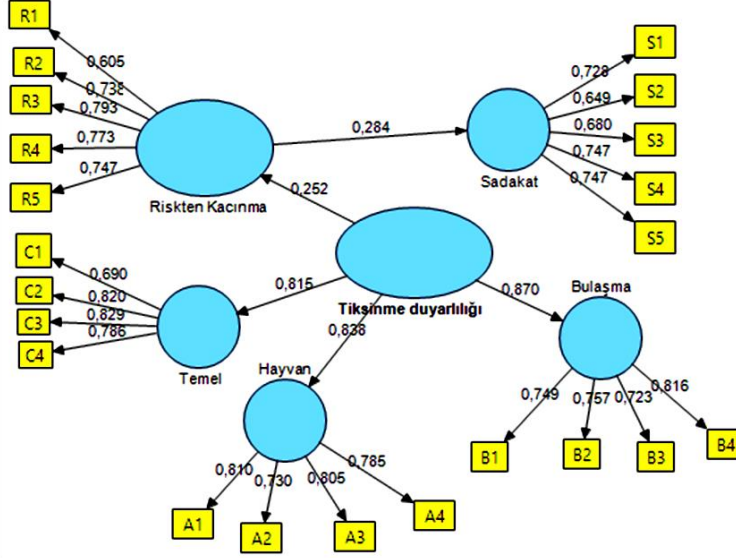 R1
R2
R3
R4
R5
0,605
0,738
0,793
0,773
0,747
Riskten Kacınma
0,284
0,252
S1
S2
S3
S4
S5
0,728
0,649
0,680
0,747
0,747
Sadakat
C1
C2
C3
C4
0,690
0,820
0,829
0,786
Temel
0,815
Tiksinme duyarlılığı
0,838
0,870
Bulaşma
0,749
0,757
0,723
0,816
B1
B2
B3
B4
Hayvan
0,810
0,730
0,805
0,785
A1
A2
A3
A4